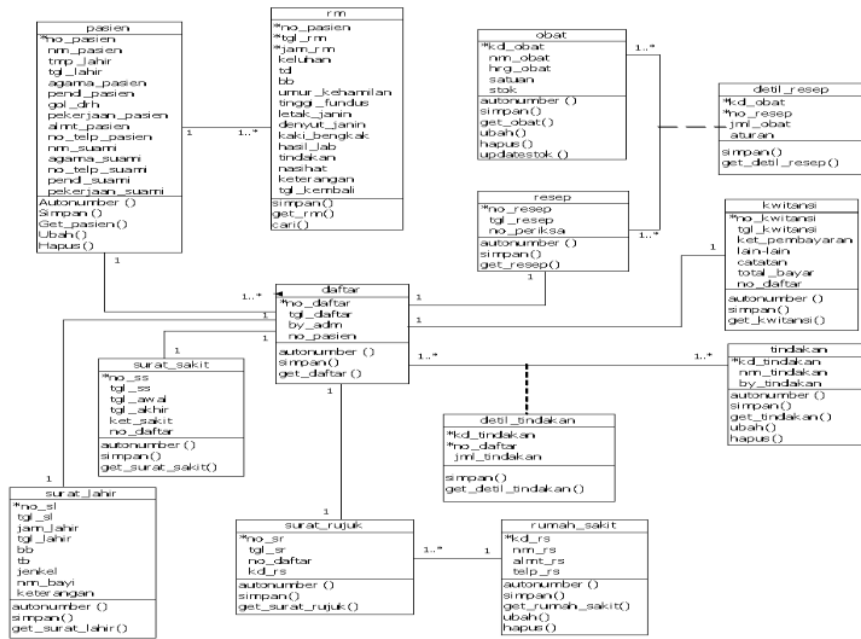 pasien
*no_pasien
nm_pasien
tmp_lahir
tgl_lahir
agama_pasien
pend_pasien
gol_drh
pekerjaan_pasien
almt_pasien
no_telp_pasien
nm_suami
agama_suami
no_telp_suami
pend_suami
pekerjaan_suami
Autonumber ()
Simpan ()
Get_pasien()
Ubah()
Hapus()
1
1..*
rm
*no_pasien
*tgl_rm
*jam_rm
keluhan
td
bb
umur_kehamilan
tinggi_fundus
letak_janin
denyut_janin
kaki_bengkak
hasil_lab
tindakan
nasihat
keterangan
tgl_kembali
simpan()
get_rm()
cari()
obat
*kd_obat
nm_obat
hrg_obat
satuan
stok
autonumber ()
simpan()
get_obat()
ubah()
hapus()
updatestok()
1..*
detil_resep
*kd_obat
*no_resep
jml_obat
aturan
simpan()
get_detil_resep()
resep
*no_resep
tgl_resep
no_periksa
autonumber ()
simpan()
get_resep()
1..*
1
kwitansi
*no_kwitansi
tgl_kwitansi
ket_pembayaran
lain-lain
catatan
total_bayar
no_daftar
autonumber ()
simpan()
get_kwitansi()
1
1
1..*
1
1
daftar
*no_daftar
tgl_daftar
by_adm
no_pasien
autonumber ()
simpan()
get_daftar()
1
1
1..*
1
1..*
tindakan
*kd_tindakan
nm_tindakan
by_tindakan
autonumber ()
simpan()
get_tindakan()
ubah()
hapus()
1
surat_sakit
*no_ss
tgl_ss
tgl_awal
tgl_akhir
ket_sakit
no_daftar
autonumber ()
simpan()
get_surat_sakit()
detil_tindakan
*kd_tindakan
*no_daftar
jml_tindakan
simpan()
get_detil_tindakan()
1
surat_lahir
*no_sl
tgl_sl
jam_lahir
tgl_lahir
bb
tb
jenkel
nm_bayi
keterangan
autonumber ()
simpan()
get_surat_lahir()
1
surat_rujuk
*no_sr
tgl_sr
no_daftar
kd_rs
autonumber ()
simpan()
get_surat_rujuk()
1..*
1
rumah_sakit
*kd_rs
nm_rs
almt_rs
telp_rs
autonumber ()
simpan()
get_rumah_sakit()
ubah()
hapus()